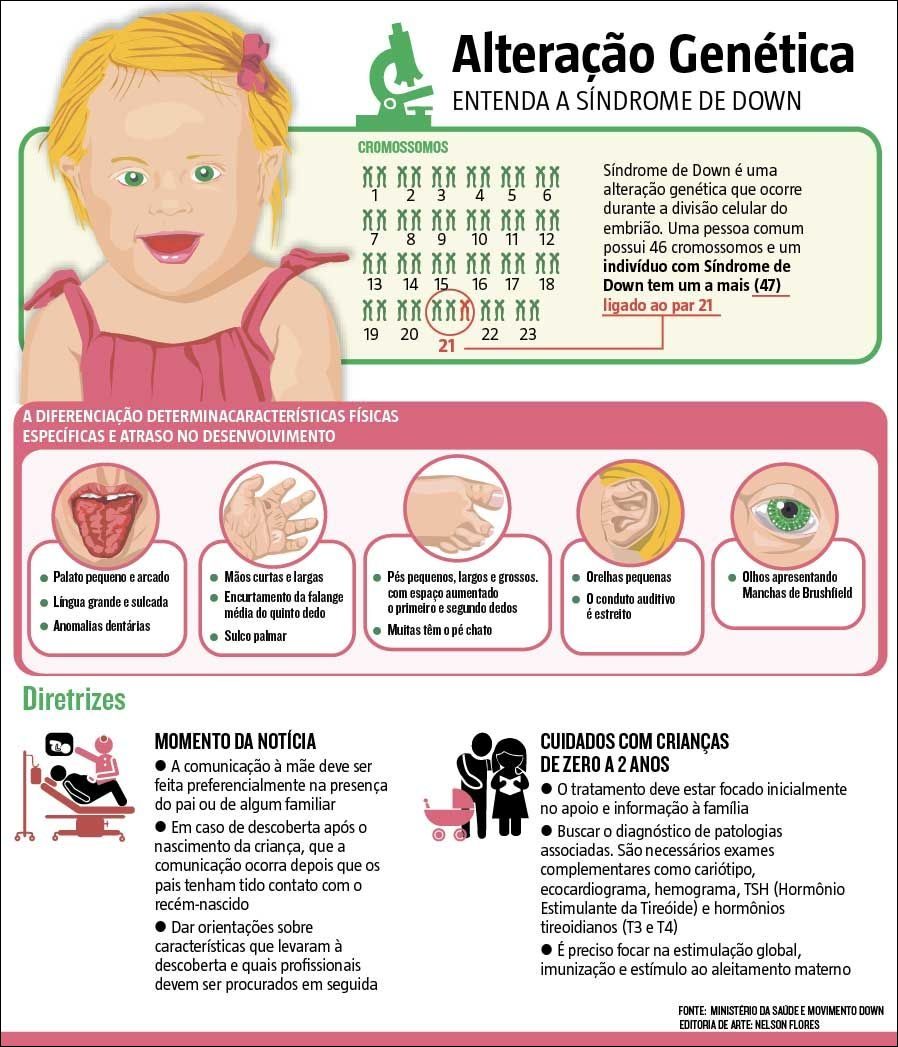 Alteração Genética
ENTENDA A SÍNDROME DE DOWN
CROMOSSOMOS
1 2 3 4 5 6
7 8 9 10 11 12
13 14 15 16 17 18
19 20 21 22 23
Síndrome de Down é uma
alteração genética que ocorre
durante a divisão celular do
embrião. Uma pessoa comum
possui 46 cromossomos e um
indivíduo com Síndrome de
Down tem um a mais (47)
ligado ao par 21
A DIFERENCIAÇÃO DETERMINACARACTERÍSTICAS FÍSICAS
ESPECÍFICAS E ATRASO NO DESENVOLVIMENTO
● Palato pequeno e arcado
● Língua grande e sulcada
● Anomalias dentárias
● Mãos curtas e largas
● Encurtamento da falange
média do quinto dedo
● Sulco palmar
● Pés pequenos, largos e grossos.
com espaço aumentado
o primeiro e segundo dedos
● Muitas têm o pé chato
● Orelhas pequenas
● O conduto auditivo
é estreito
● Olhos apresentando
Manchas de Brushfield
Diretrizes
MOMENTO DA NOTÍCIA
● A comunicação à mãe deve ser
feita preferencialmente na presença
do pai ou de algum familiar
● Em caso de descoberta após o
nascimento da criança, que a
comunicação ocorra depois que os
pais tenham tido contato com o
recém-nascido
● Dar orientações sobre
características que levaram à
descoberta e quais profissionais
devem ser procurados em seguida
CUIDADOS COM CRIANÇAS
DE ZERO A 2 ANOS
● O tratamento deve estar focado inicialmente
no apoio e informação à família
● Buscar o diagnóstico de patologias
associadas. São necessários exames
complementares como cariótipo,
ecocardiograma, hemograma, TSH (Hormônio
Estimulante da Tireóide) e hormônios
tireoidianos (T3 e T4)
● É preciso focar na estimulação global,
imunização e estímulo ao aleitamento materno
FONTE: MINISTÉRIO DA SAÚDE E MOVIMENTO DOWN
EDITORIA DE ARTE: NELSON FLORES